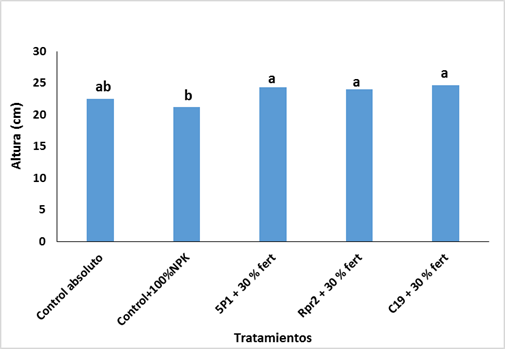 30
25
20
15
10
5
0
Altura (cm)
ab
b
a
a
a
Control absoluto
Control+100%NPK
5P1 + 30 % fert
Rpr2 + 30 % fert
C19 + 30 % fert
Tratamientos